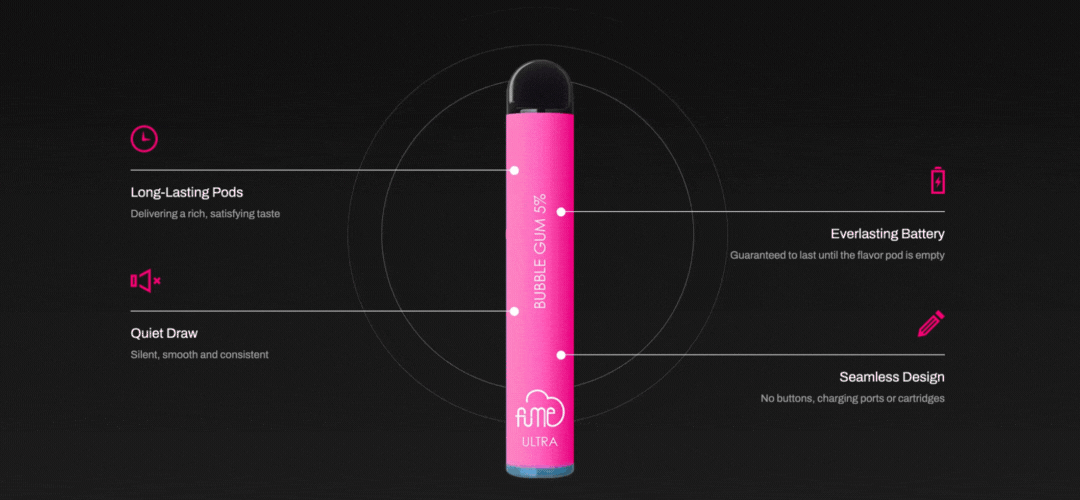 Long-Lasting Pods
Delivering a rich, satisfying taste
Quiet Draw
Silent, smooth and consistent
BUBBLE GUM 5%
fume
ULTRA
Everlasting Battery
Guaranteed to last until the flavor pod is empty
Seamless Design
No buttons, charging ports or cartridges